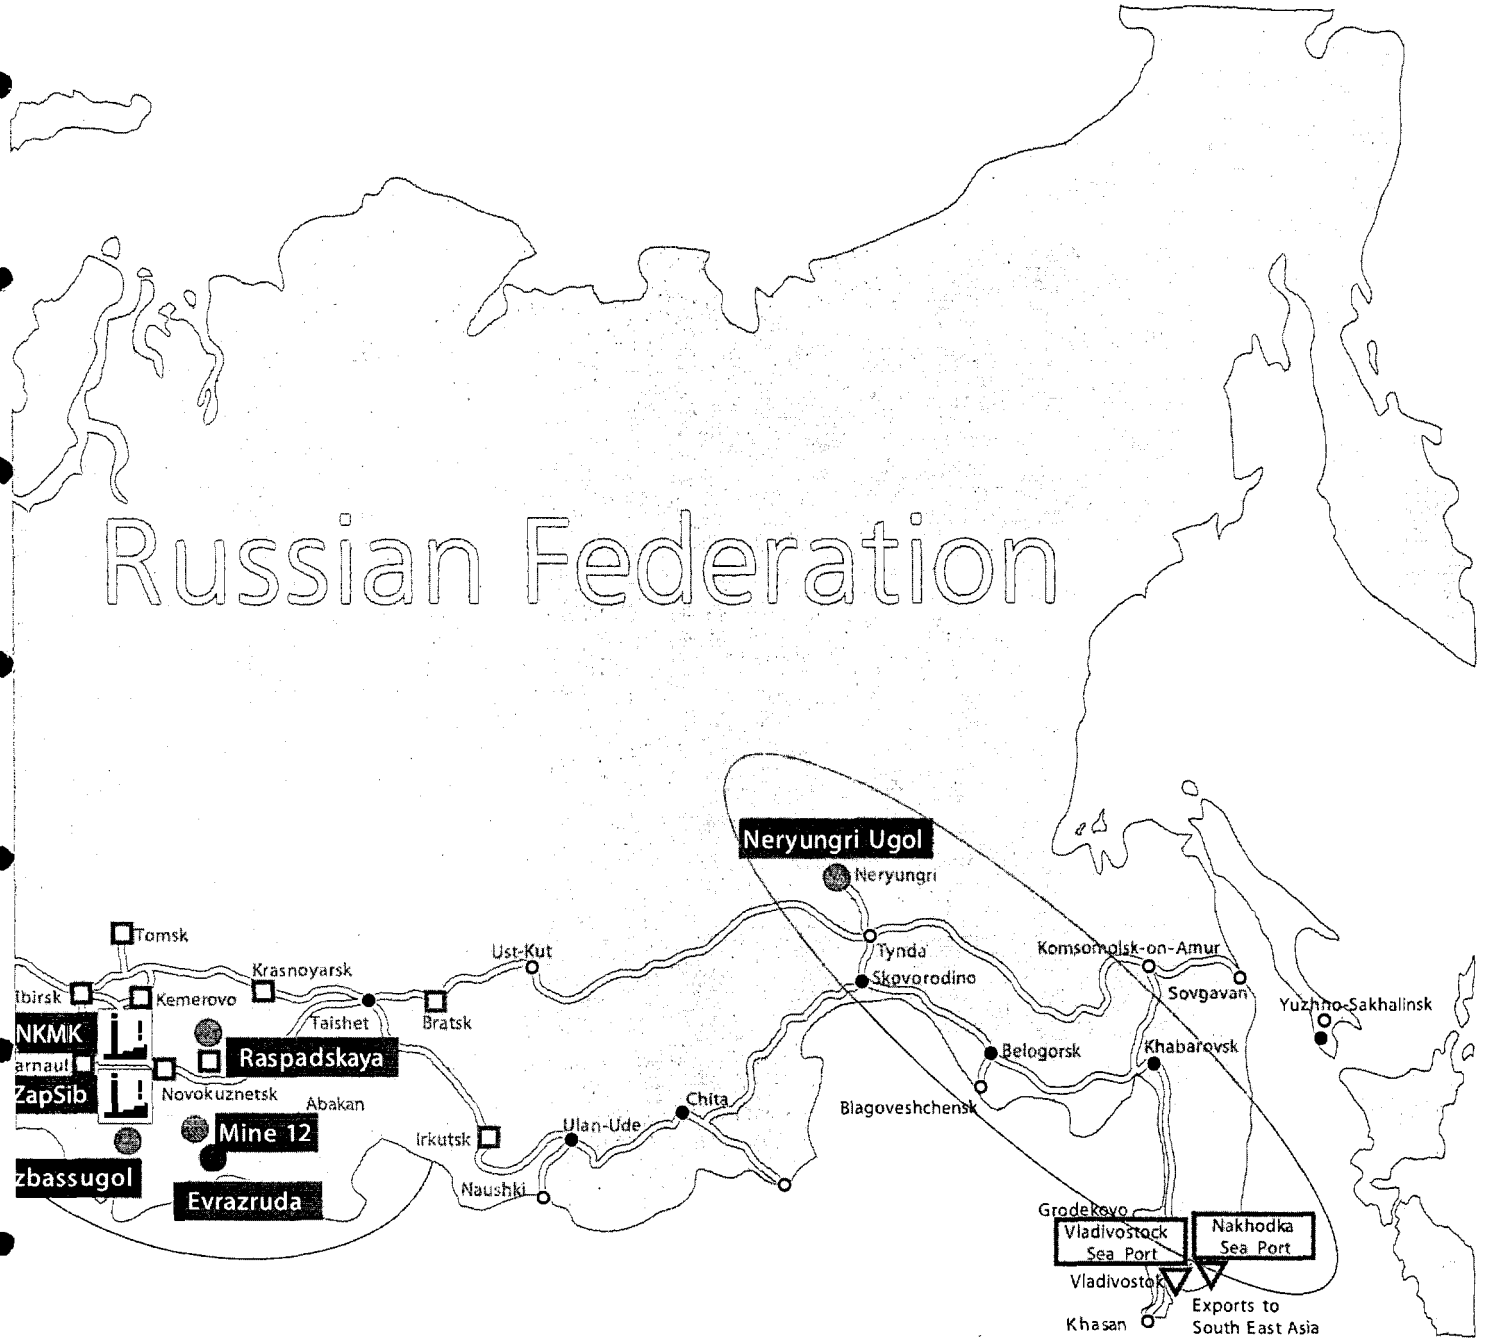 Russian Federation
Neryungri Ugol
Neryungri
Tomsk
Ust-Kut
Tynda
Komsomolsk-on-Amur
Krasnoyarsk
Skovorodino
Ibirsk
Kemerovo
Sovgavan
Yuzhno-Sakhalinsk
Taishet
Bratsk
NKMK
Raspadskaya
Belogorsk
Khabarovsk
arnaul
ZapSib
Novokuznetsk
Abakan
Chita
Blagoveshchensk
Mine 12
Irkutsk
Ulan-Ude
zbassugol
Evrazruda
Naushki
Grodekovo
Vladivostock
Sea Port
Nakhodka
Sea Port
Vladivostok
Exports to
South East Asia
Khasan